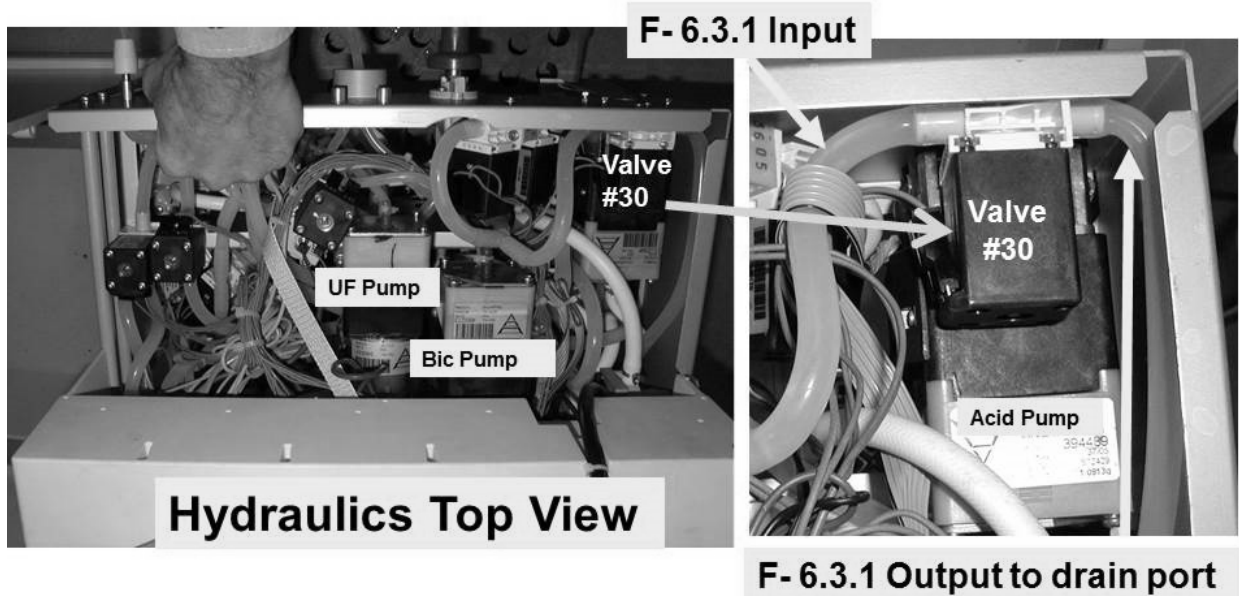 F- 6.3.1 Input
Valve
#30
UF Pump
Bic Pump
Hydraulics Top View
Valve
#30
Acid Pump
394489
F- 6.3.1 Output to drain port